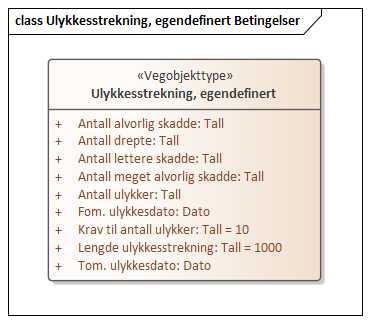 class Ulykkesstrekning, egendefinert Betingelser
«Vegobjekttype»
Ulykkesstrekning, egendefinert
+ Antall alvorlig skadde: Tall
+ Antall drepte: Tall
+ Antall lettere skadde: Tall
+ Antall meget alvorlig skadde: Tall
+ Antall ulykker: Tall
+ Fom. ulykkesdato: Dato
+ Krav til antall ulykker: Tall = 10
+ Lengde ulykkesstrekning: Tall = 1000
+ Tom. ulykkesdato: Dato